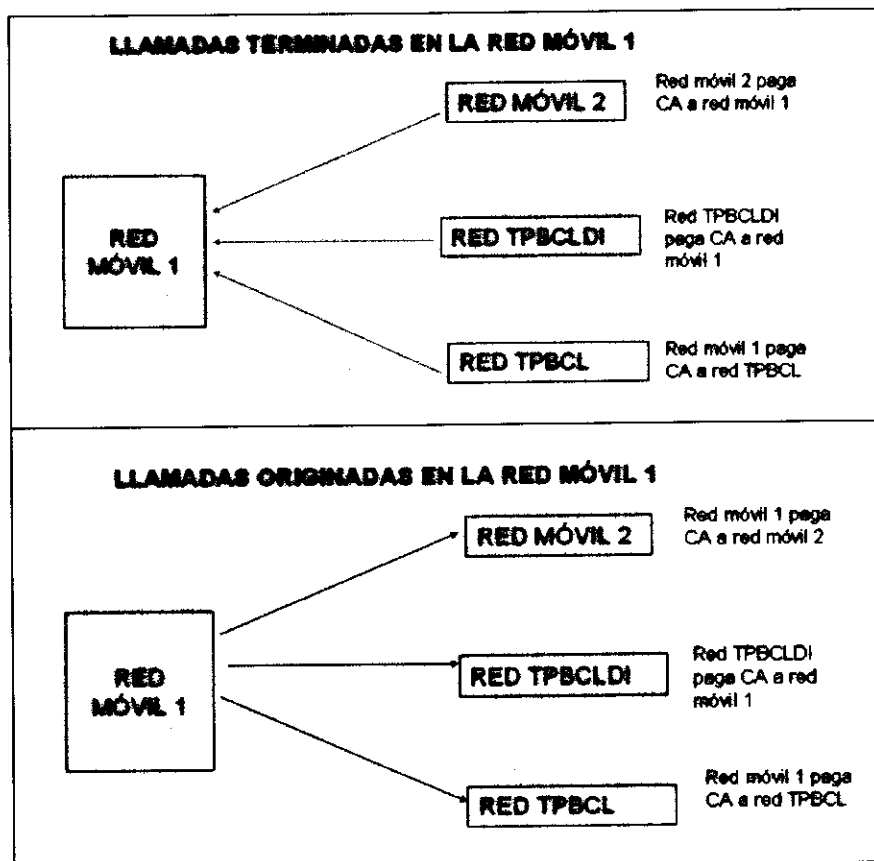 LLAMADAS TERMINADAS EN LA RED MÓVIL 1
RED MÓVIL 2
Red móvil 2 paga
CA a red móvil 1
RED
MÓVIL 1
RED TPBCLDI
Red TPBCLDI
paga CA a red
móvil 1
RED TPBCL
Red móvil 1 paga
CA a red TPBCL
LLAMADAS ORIGINADAS EN LA RED MÓVIL 1
RED MÓVIL 2
Red móvil 1 paga
CA a red móvil 2
RED
MÓVIL 1
RED TPBCLDI
Red TPBCLDI
paga CA a red
móvil 1
RED TPBCL
Red móvil 1 paga
CA a red TPBCL